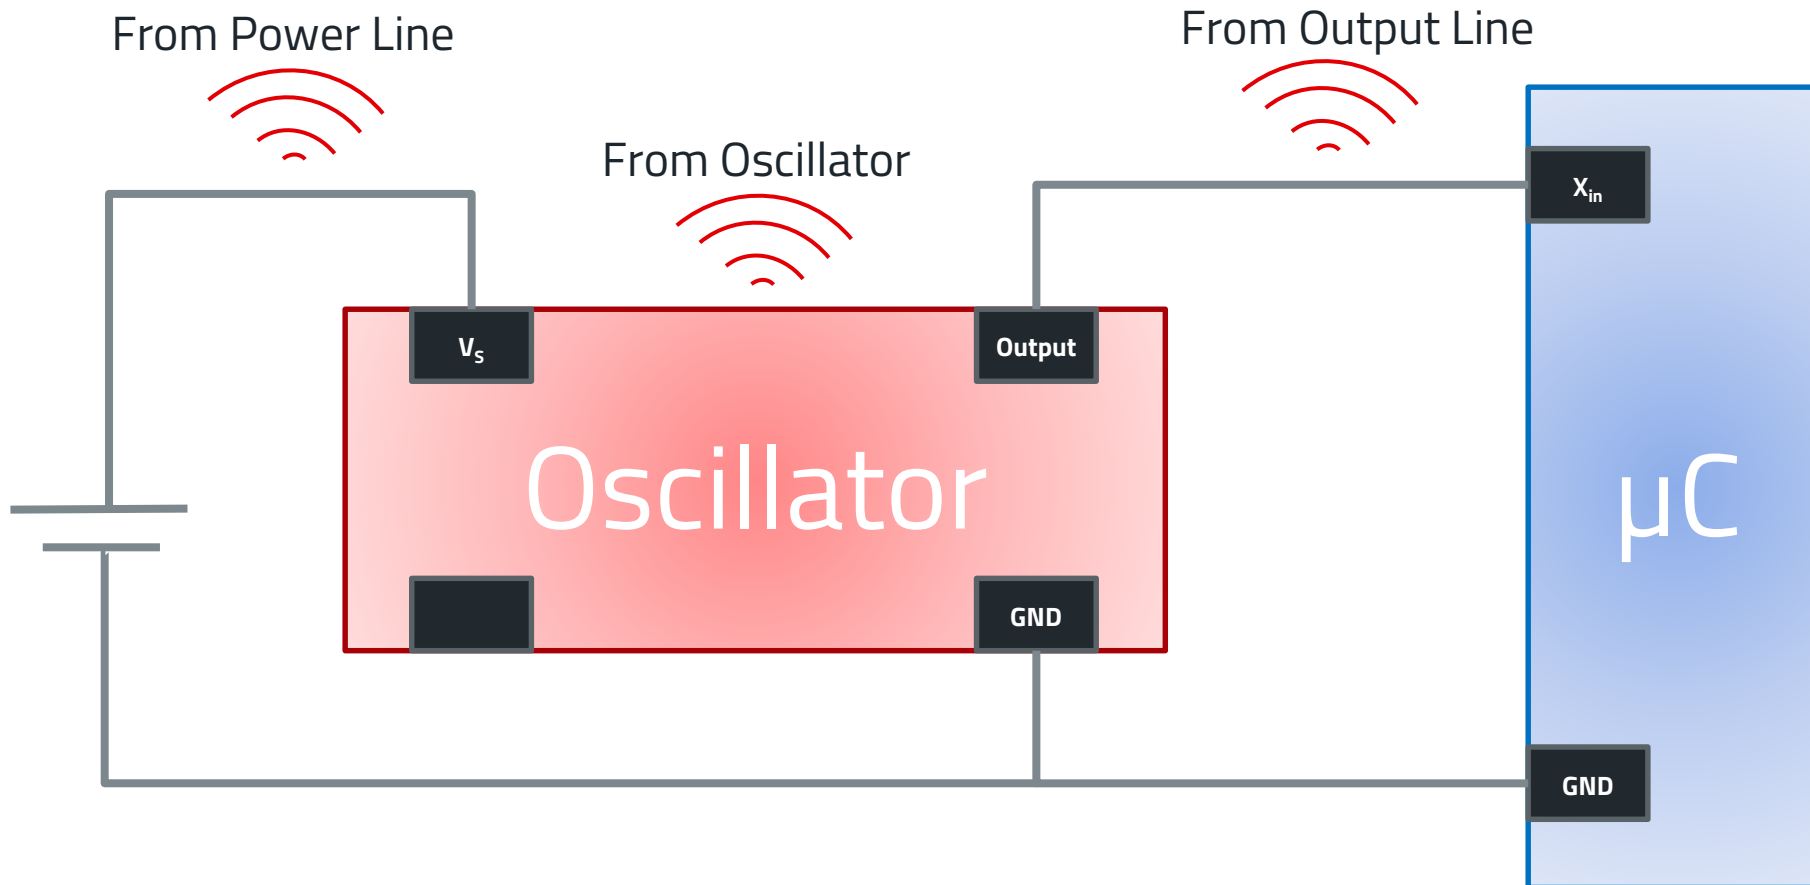 From Power Line
From Output Line
From Oscillator
Xin
VS
Output
Oscillator
µC
GND
GND